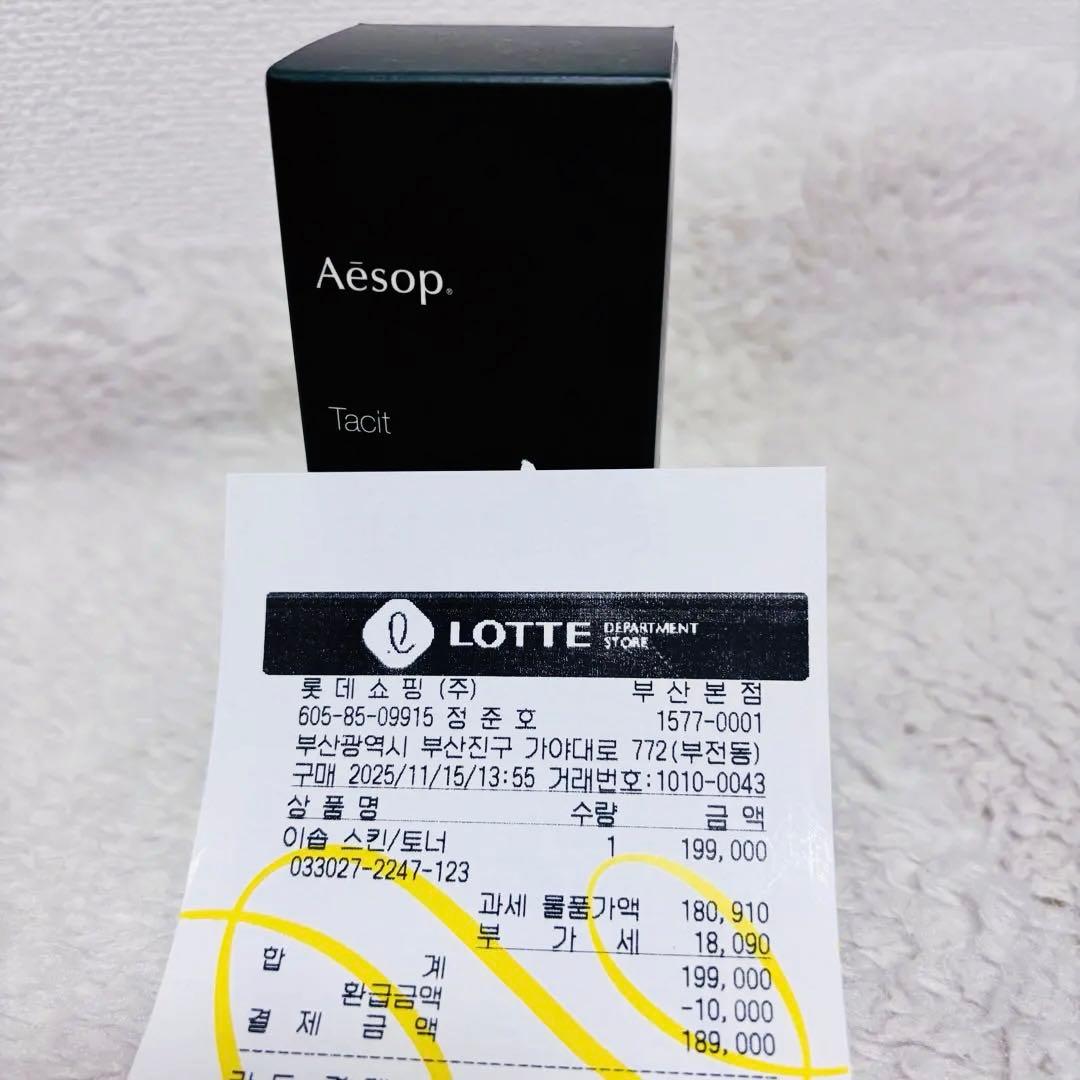 Aēsop®
Tacit
LOTTE DEPARTMENT STORE
롯데쇼핑(주) 부산본점
605-85-09915 정준호 1577-0001
부산광역시 부산진구 가야대로 772(부전동)
구매 2025/11/15/13:55 거래번호:1010-0043
상품명 수량 금액
이솝 스킨/토너 1 199,000
033027-2247-123
과세 물품가액 180,910
부가세 18,090
합계 199,000
환급금액 -10,000
결제금액 189,000